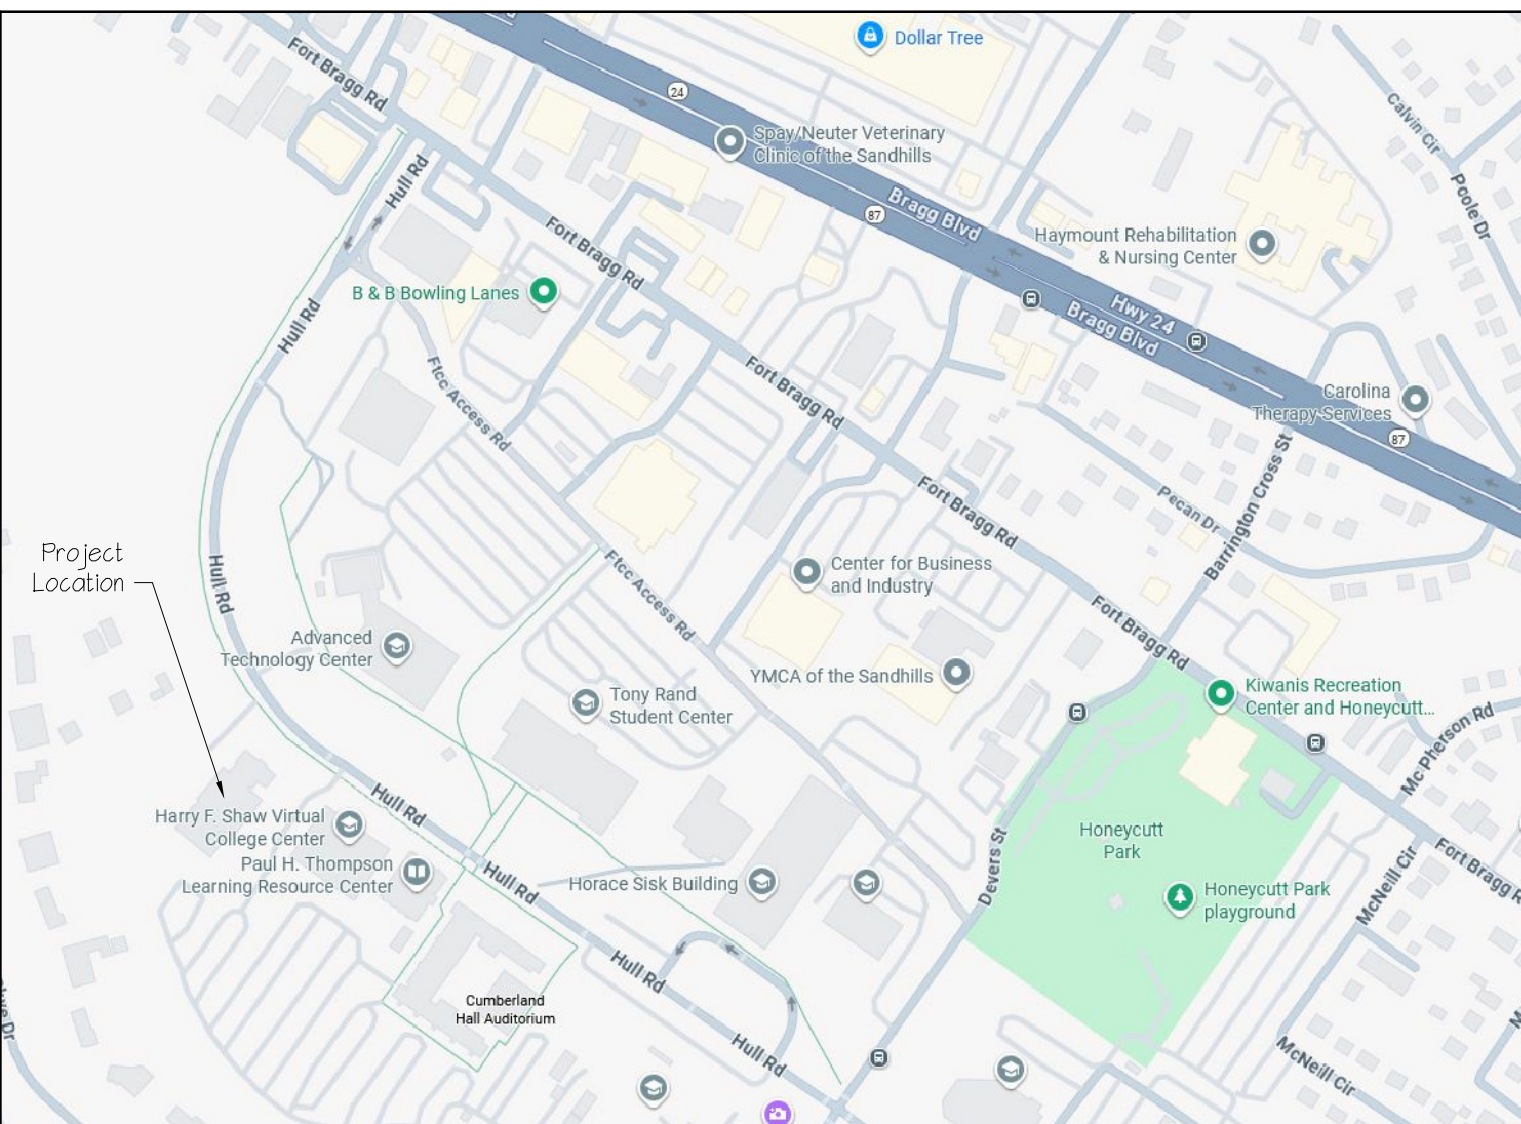 Dollar Tree
Fort Bragg Rd
24
Spay/Neuter Veterinary
Clinic of the Sandhills
Calvin Cir
Poole Dr
Hull Rd
87
Bragg Blvd
Fort Bragg Rd
Haymount Rehabilitation
& Nursing Center
B & B Bowling Lanes
Hull Rd
Hwy 24
Bragg Blvd
Ftcc Access Rd
Fort Bragg Rd
Carolina
Therapy Services
87
Barrington Cross St
Pecan Dr
Fort Bragg Rd
Project
Location
Hull Rd
Ftcc Access Rd
Center for Business
and Industry
Fort Bragg Rd
Advanced
Technology Center
YMCA of the Sandhills
Tony Rand
Student Center
Kiwanis Recreation
Center and Honeycutt...
McPherson Rd
Hull Rd
Harry F. Shaw Virtual
College Center
Paul H. Thompson
Learning Resource Center
Hull Rd
Horace Sisk Building
Devers St
Honeycutt
Park
Honeycutt Park
playground
McNeill Cir
Fort Bragg R
Hull Rd
Cumberland
Hall Auditorium
Hull Rd
McNeill Cir